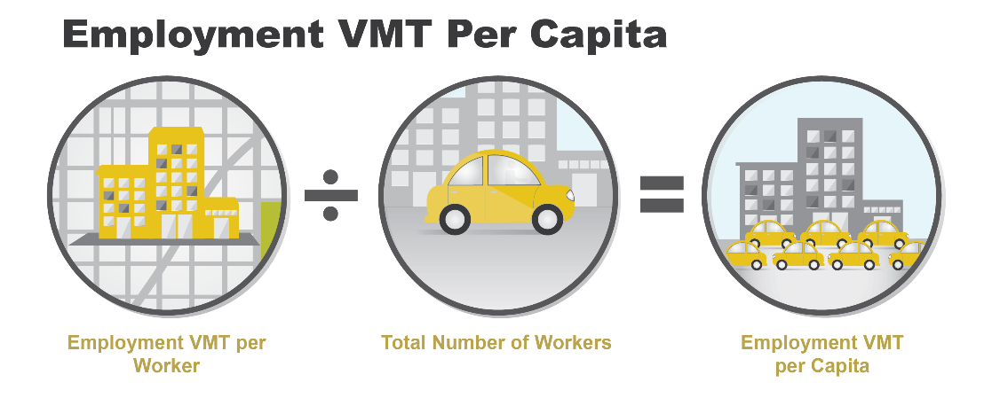 Employment VMT Per Capita
Employment VMT per
Worker
Total Number of Workers
Employment VMT
per Capita